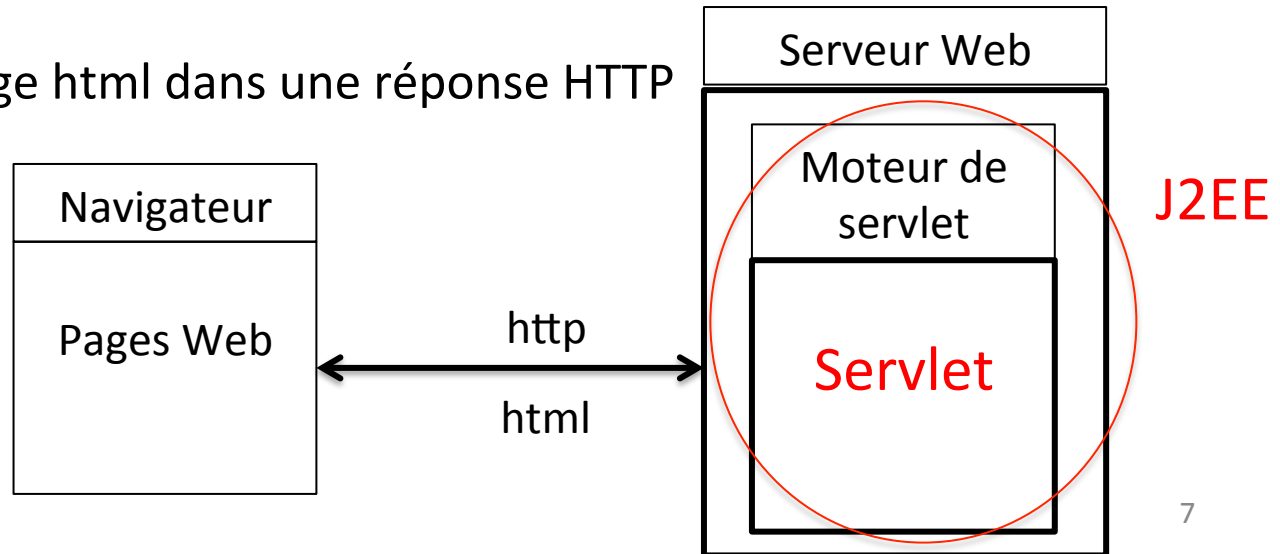 ge html dans une réponse HTTP
Serveur Web
Navigateur
Pages Web
http
html
Moteur de
servlet
Servlet
J2EE
7